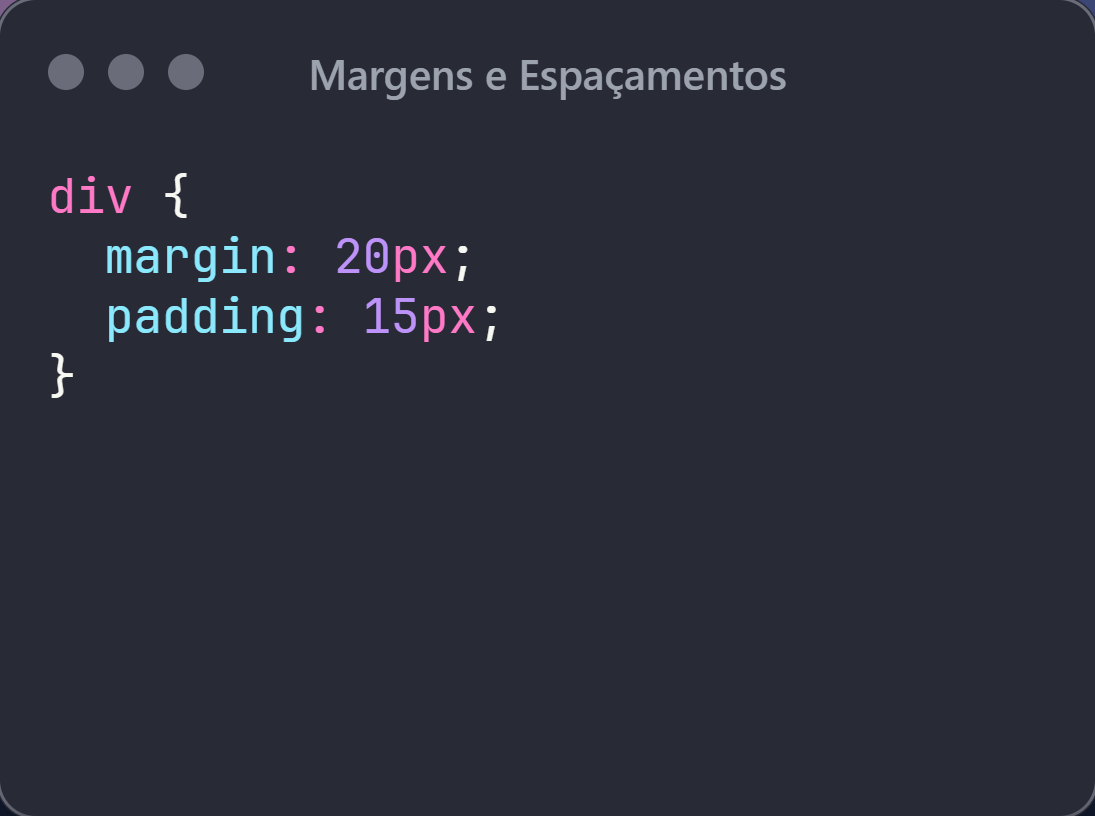 Margens e Espaçamentos
div {
  margin: 20px;
  padding: 15px;
}